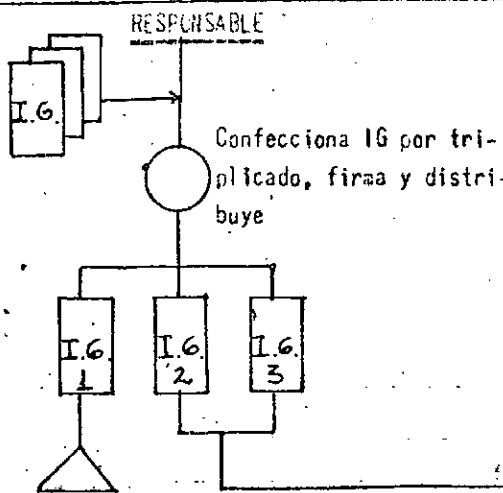 RESPONSABLE
I.G.
Confecciona IG por tri-
plicado, firma y distri-
buye
I.G.
1
I.G.
2
I.G.
3